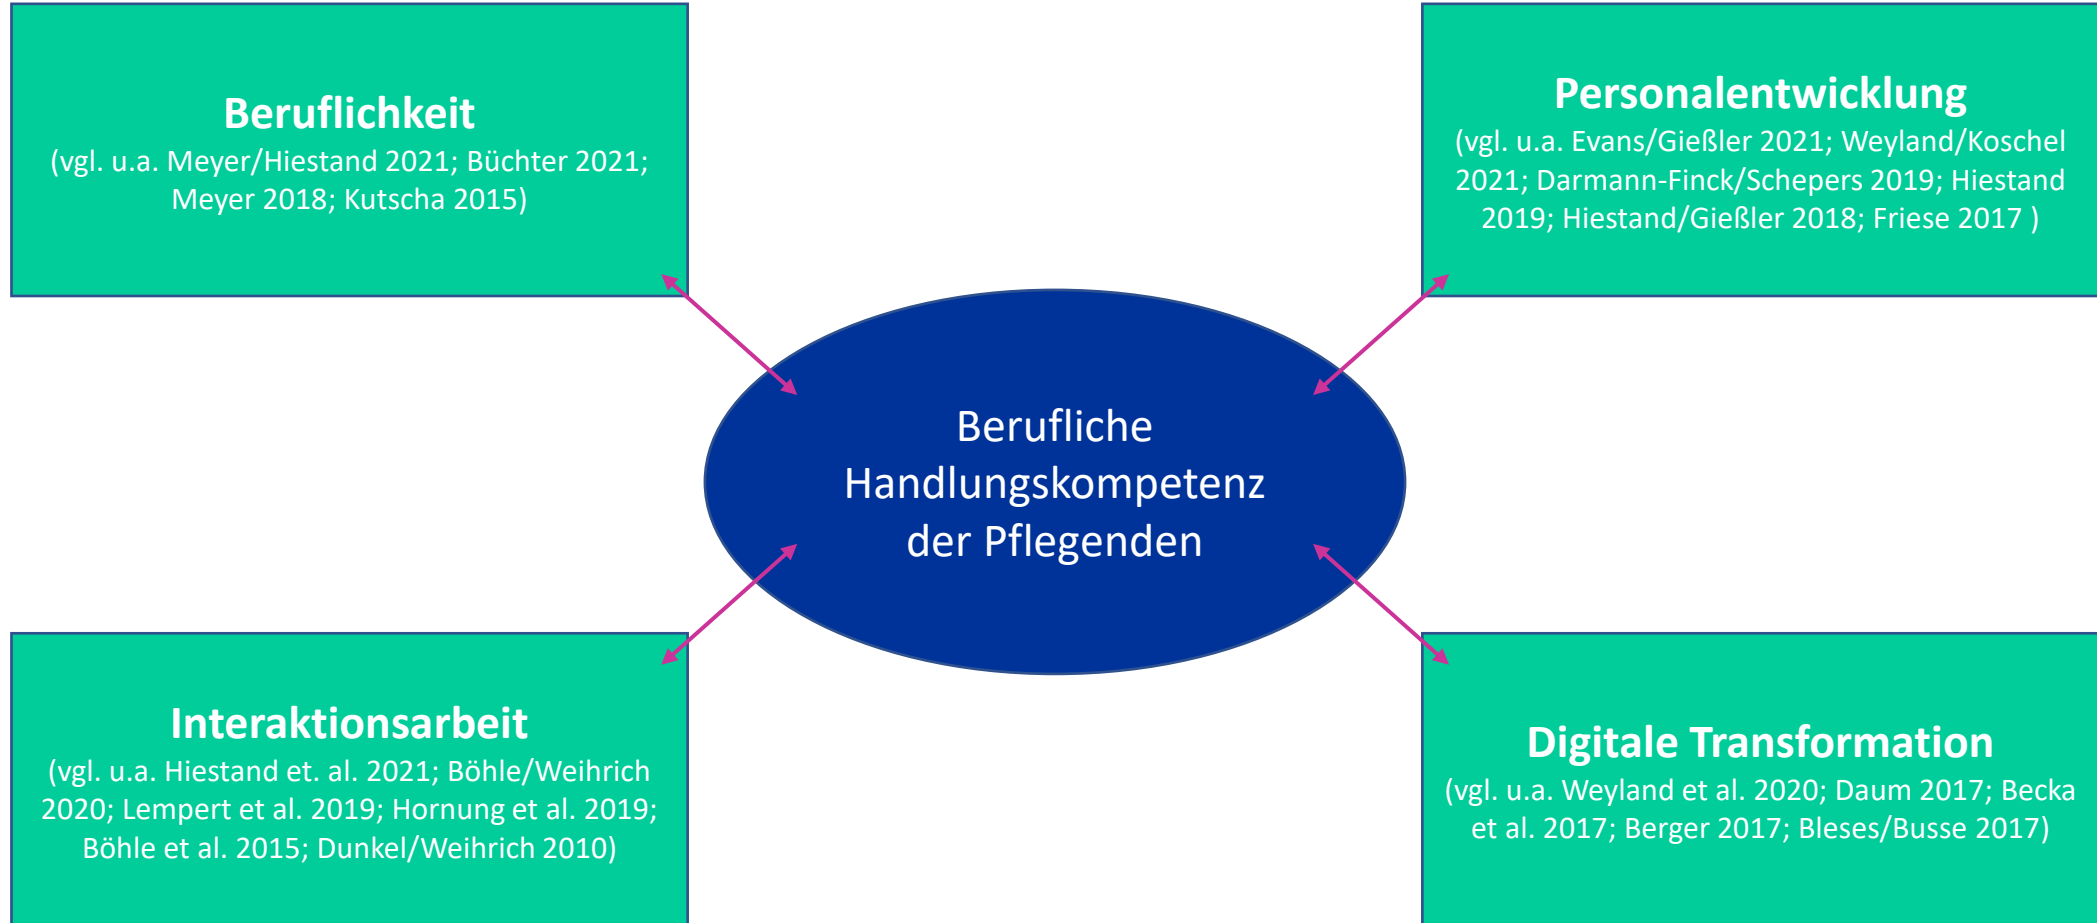 Beruflichkeit
(vgl. u.a. Meyer/Hiestand 2021; Büchter 2021;
Meyer 2018; Kutscha 2015)
Personalentwicklung
(vgl. u.a. Evans/Gießler 2021; Weyland/Koschel
2021; Darmann-Finck/Schepers 2019; Hiestand
2019; Hiestand/Gießler 2018; Friese 2017 )
Berufliche
Handlungskompetenz
der Pflegenden
Interaktionsarbeit
(vgl. u.a. Hiestand et. al. 2021; Böhle/Weihrich
2020; Lempert et al. 2019; Hornung et al. 2019;
Böhle et al. 2015; Dunkel/Weihrich 2010)
Digitale Transformation
(vgl. u.a. Weyland et al. 2020; Daum 2017; Becka
et al. 2017; Berger 2017; Bleses/Busse 2017)